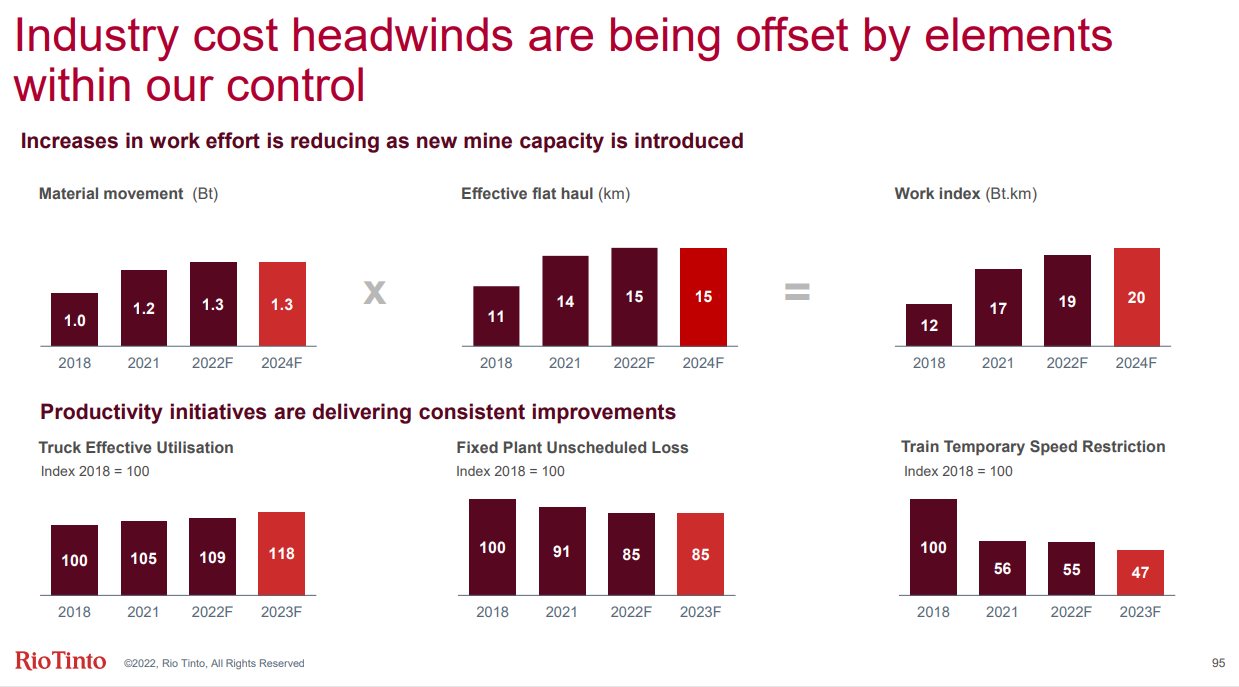 Industry cost headwinds are being offset by elements
within our control
Increases in work effort is reducing as new mine capacity is introduced
Material movement (Bt)
1.0
1.2
1.3
1.3
2018
2021
2022F
2024F
x
Effective flat haul (km)
11
14
15
15
2018
2021
2022F
2024F
=
Work index (Bt.km)
12
17
19
20
2018
2021
2022F
2024F
Productivity initiatives are delivering consistent improvements
Truck Effective Utilisation
Index 2018 = 100
100
105
109
118
2018
2021
2022F
2023F
Fixed Plant Unscheduled Loss
Index 2018 = 100
100
91
85
85
2018
2021
2022F
2023F
Train Temporary Speed Restriction
Index 2018 = 100
100
56
55
47
2018
2021
2022F
2023F
RioTinto
©2022, Rio Tinto, All Rights Reserved
95